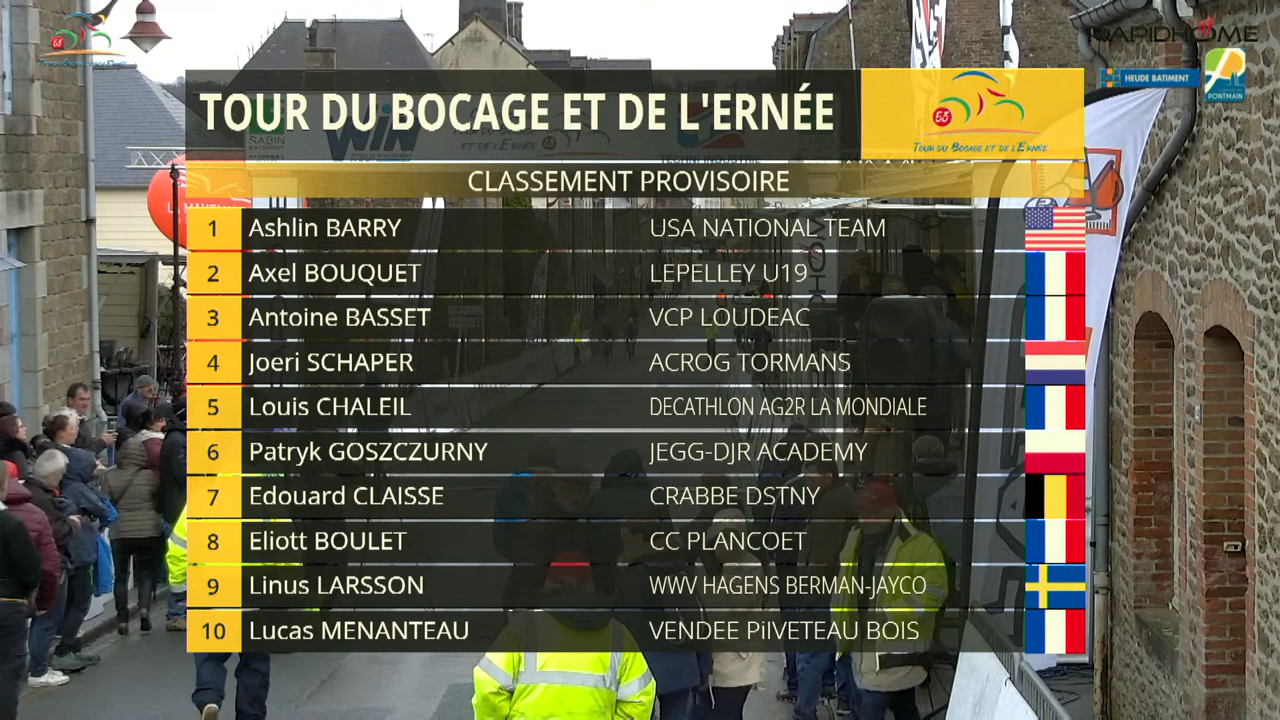 RAPIDHOME
HEUDE BATIMENT
PONTMAIN
TOUR DU BOCAGE ET DE L'ERNÉE
53
TOUR DU BOCAGE ET DE L'ERNÉE
CLASSEMENT PROVISOIRE
1 Ashlin BARRY USA NATIONAL TEAM
2 Axel BOUQUET LEPELLEY U19
3 Antoine BASSET VCP LOUDEAC
4 Joeri SCHAPER ACROG TORMANS
5 Louis CHALEIL DECATHLON AG2R LA MONDIALE
6 Patryk GOSZCZURNY JEGG-DJR ACADEMY
7 Edouard CLAISSE CRABBE DSTNY
8 Eliott BOULET CC PLANCOET
9 Linus LARSSON WWV HAGENS BERMAN-JAYCO
10 Lucas MENANTEAU VENDEE PiIVETEAU BOIS